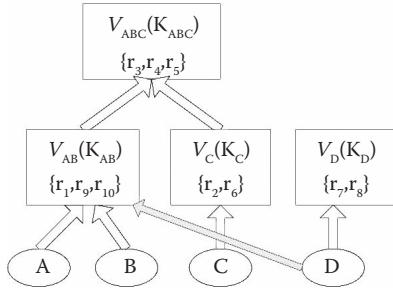 V_ABC(K_ABC)
{r_3,r_4,r_5}
V_AB(K_AB) V_C(K_C) V_D(K_D)
{r_1,r_9,r_10} {r_2,r_6} {r_7,r_8}
A B C D